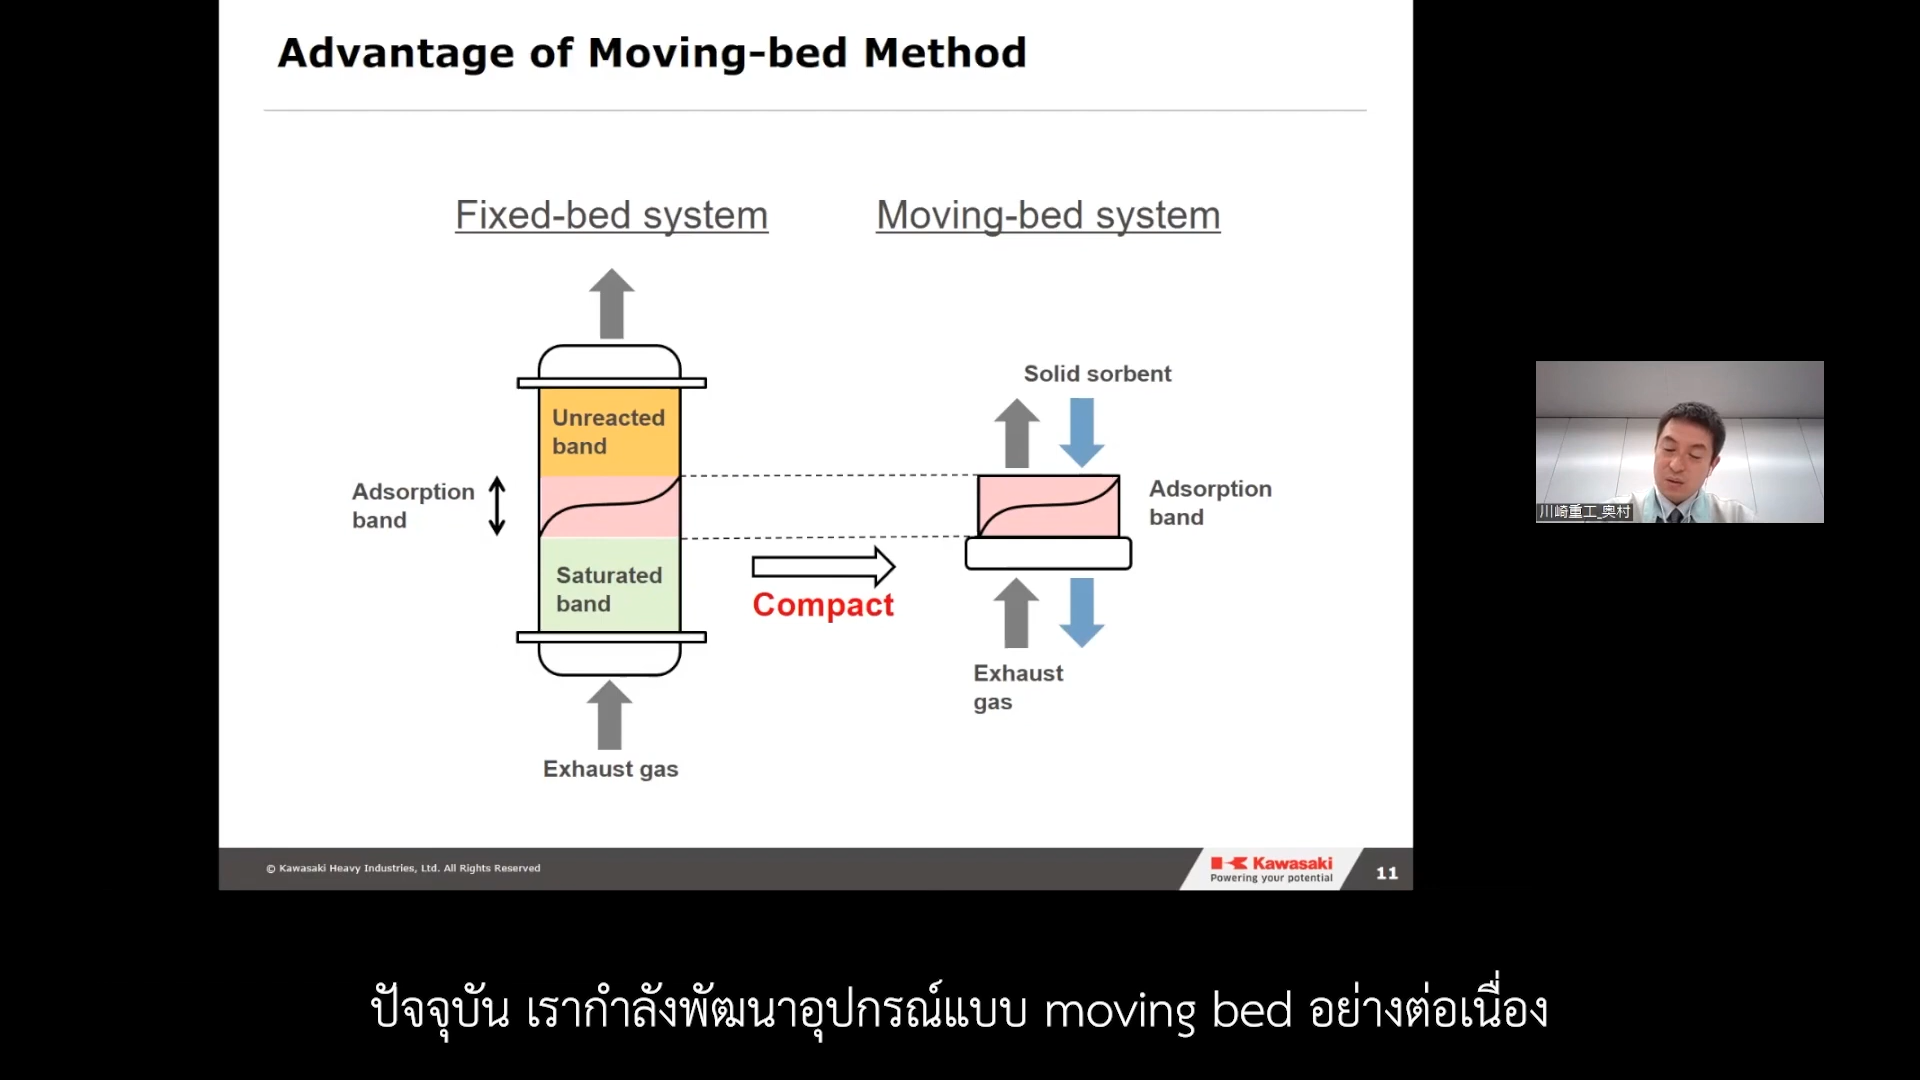 Advantage of Moving-bed Method
Fixed-bed system
Moving-bed system
Solid sorbent
Unreacted
band
Adsorption
band
Adsorption
band
Saturated
band
Compact
Exhaust
gas
Exhaust gas
川崎重工_奥村
© Kawasaki Heavy Industries, Ltd. All Rights Reserved
Kawasaki
Powering your potential
11
ปัจจุบัน เรากำลังพัฒนาอุปกรณ์แบบ moving bed อย่างต่อเนื่อง